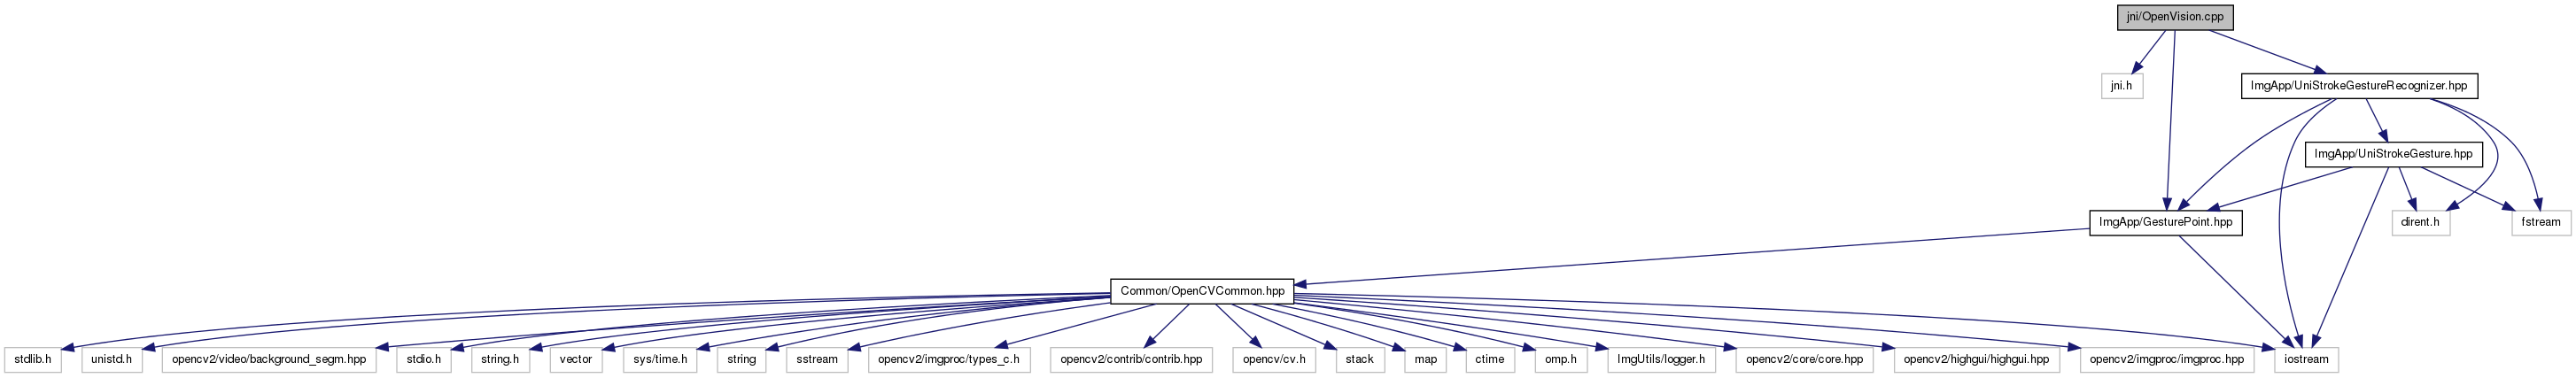 jni/OpenVision.cpp
jni.h
ImgApp/UniStrokeGestureRecognizer.hpp
ImgApp/UniStrokeGesture.hpp
ImgApp/GesturePoint.hpp
dirent.h
fstream
Common/OpenCVCommon.hpp
stdlib.h
unistd.h
opencv2/video/background_segm.hpp
stdio.h
string.h
vector
sys/time.h
string
sstream
opencv2/imgproc/types_c.h
opencv2/contrib/contrib.hpp
opencv/cv.h
stack
map
ctime
omp.h
ImgUtils/logger.h
opencv2/core/core.hpp
opencv2/highgui/highgui.hpp
opencv2/imgproc/imgproc.hpp
iostream